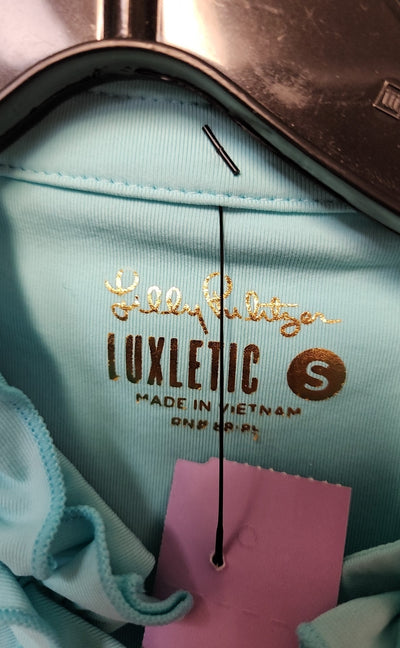 Lilly Pulitzer
LUXLETIC S
MADE IN VIETNAM